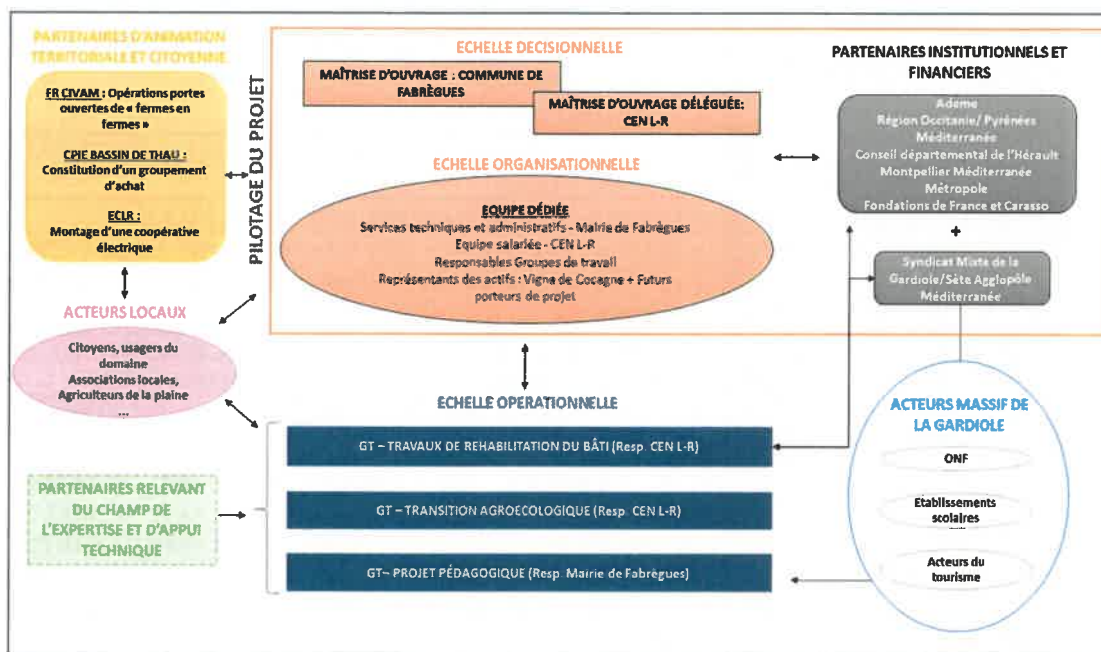 PARTENAIRES D'ANIMATION
TERRITORIALE ET CITOYENNE
FR CIVAM : Opérations portes
ouvertes de « fermes en
fermes »
CPIE BASSIN DE THAU :
Constitution d'un groupement
d'achat
ECLR :
Montage d'une coopérative
électrique
ACTEURS LOCAUX
Citoyens, usagers du
domaine
Associations locales,
Agriculteurs de la plaine
...
PARTENAIRES RELEVANT
DU CHAMP DE
L'EXPERTISE ET D'APPUI
TECHNIQUE
PILOTAGE DU PROJET
ECHELLE DECISIONNELLE
MAÎTRISE D'OUVRAGE : COMMUNE DE
FABRÈGUES
MAÎTRISE D'OUVRAGE DÉLÉGUÉE:
CEN L-R
ECHELLE ORGANISATIONNELLE
EQUIPE DÉDIÉE
Services techniques et administratifs - Mairie de Fabrègues
Equipe salariée - CEN L-R
Responsables Groupes de travail
Représentants des actifs : Vigne de Cocagne + Futurs
porteurs de projet
ECHELLE OPERATIONNELLE
GT – TRAVAUX DE REHABILITATION DU BÂTI (Resp. CEN L-R)
GT – TRANSITION AGROECOLOGIQUE (Resp. CEN L-R)
GT– PROJET PÉDAGOGIQUE (Resp. Mairie de Fabrègues)
PARTENAIRES INSTITUTIONNELS ET
FINANCIERS
Ademe
Région Occitanie/ Pyrénées
Méditerranée
Conseil départemental de l'Hérault
Montpellier Méditerranée
Métropole
Fondations de France et Carasso
+
Syndicat Mixte de la
Gardiole/Sète Agglopôle
Méditerranée
ACTEURS MASSIF DE
LA GARDIOLE
ONF
Etablissements
scolaires
Acteurs du
tourisme